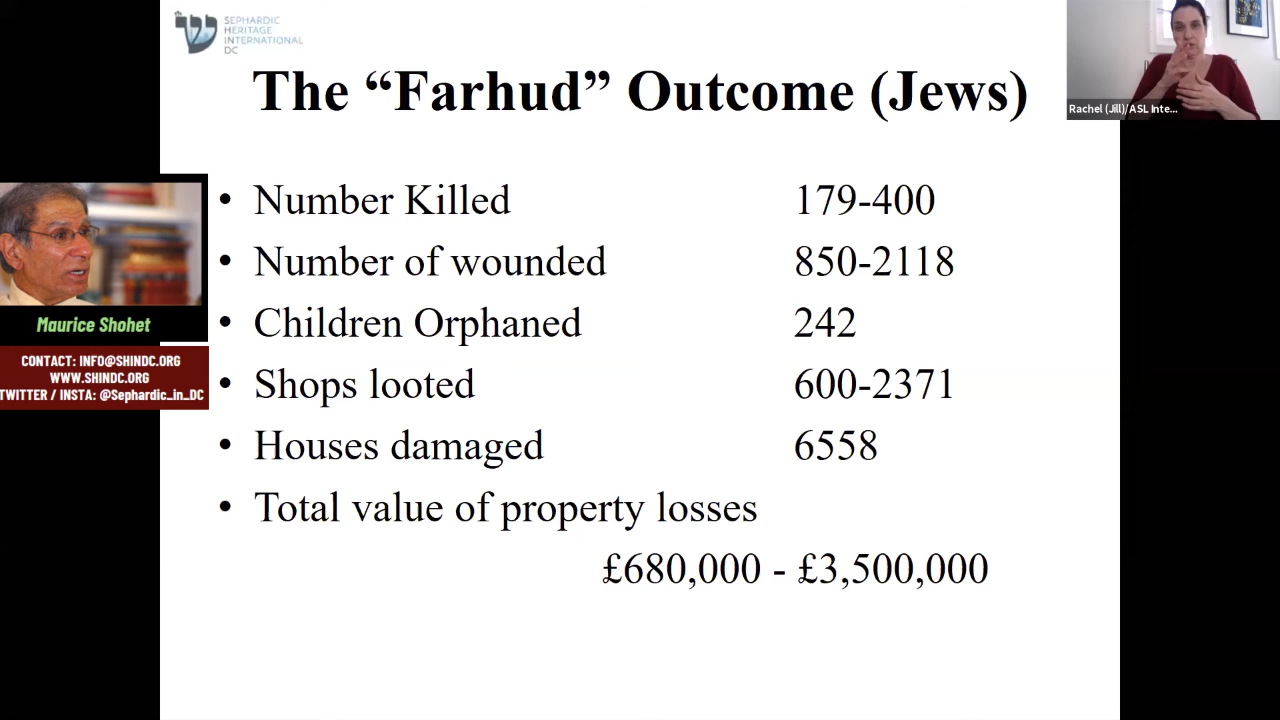 SEPHARDIC
HERITAGE
INTERNATIONAL
DC
The “Farhud” Outcome (Jews)
• Number Killed 179-400
• Number of wounded 850-2118
• Children Orphaned 242
• Shops looted 600-2371
• Houses damaged 6558
• Total value of property losses
£680,000 - £3,500,000
Maurice Shohet
CONTACT: INFO@SHINDC.ORG
WWW.SHINDC.ORG
TWITTER / INSTA: @Sephardic_in_DC
Rachel (Jill)/ASL Inte...